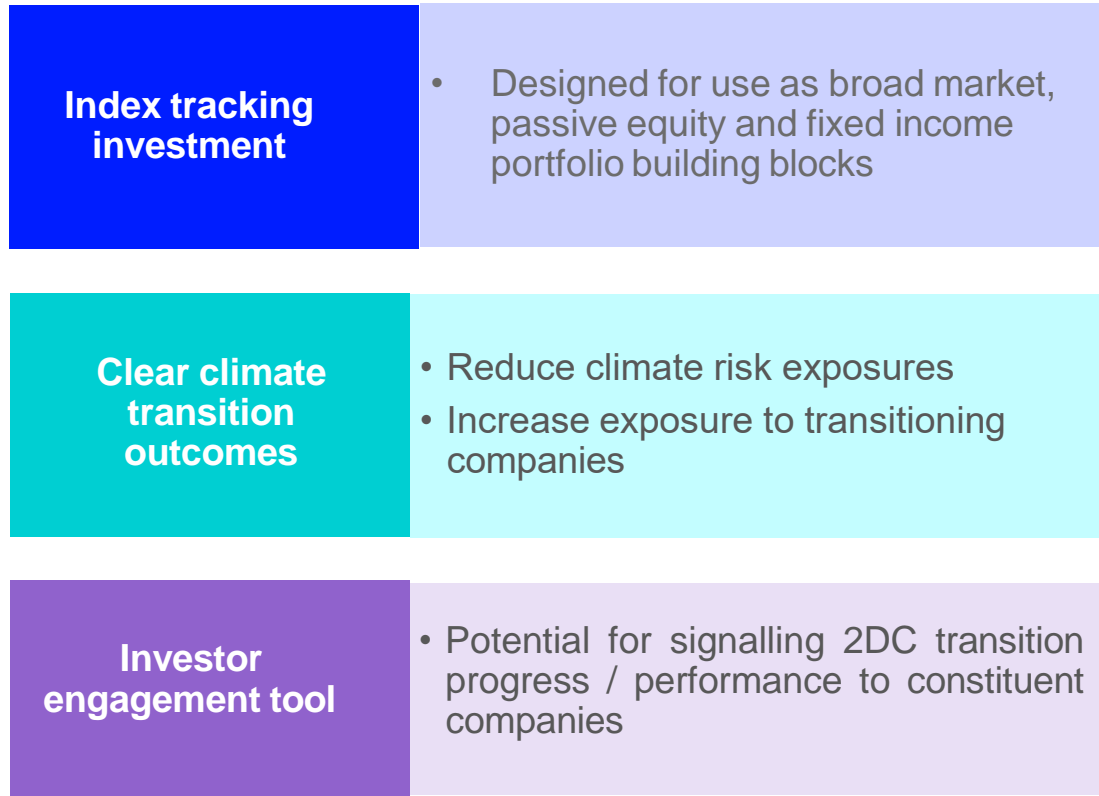 Index tracking
investment
• Designed for use as broad market,
passive equity and fixed income
portfolio building blocks
Clear climate
transition
outcomes
• Reduce climate risk exposures
• Increase exposure to transitioning
companies
Investor
engagement tool
• Potential for signalling 2DC transition
progress / performance to constituent
companies